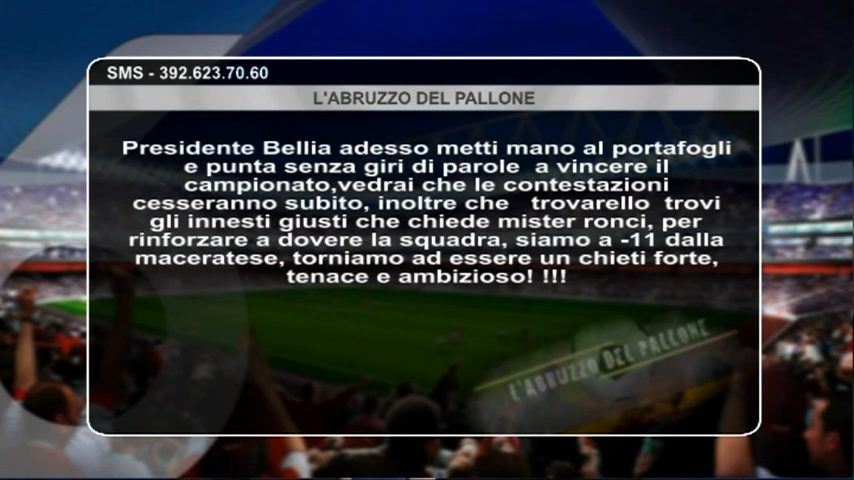 SMS - 392.623.70.60
L'ABRUZZO DEL PALLONE
Presidente Bellia adesso metti mano al portafogli
e punta senza giri di parole a vincere il
campionato,vedrai che le contestazioni
cesseranno subito, inoltre che trovarello trovi
gli innesti giusti che chiede mister ronci, per
rinforzare a dovere la squadra, siamo a -11 dalla
maceratese, torniamo ad essere un chieti forte,
tenace e ambizioso! !!!
L'ABRUZZO DEL PALLONE